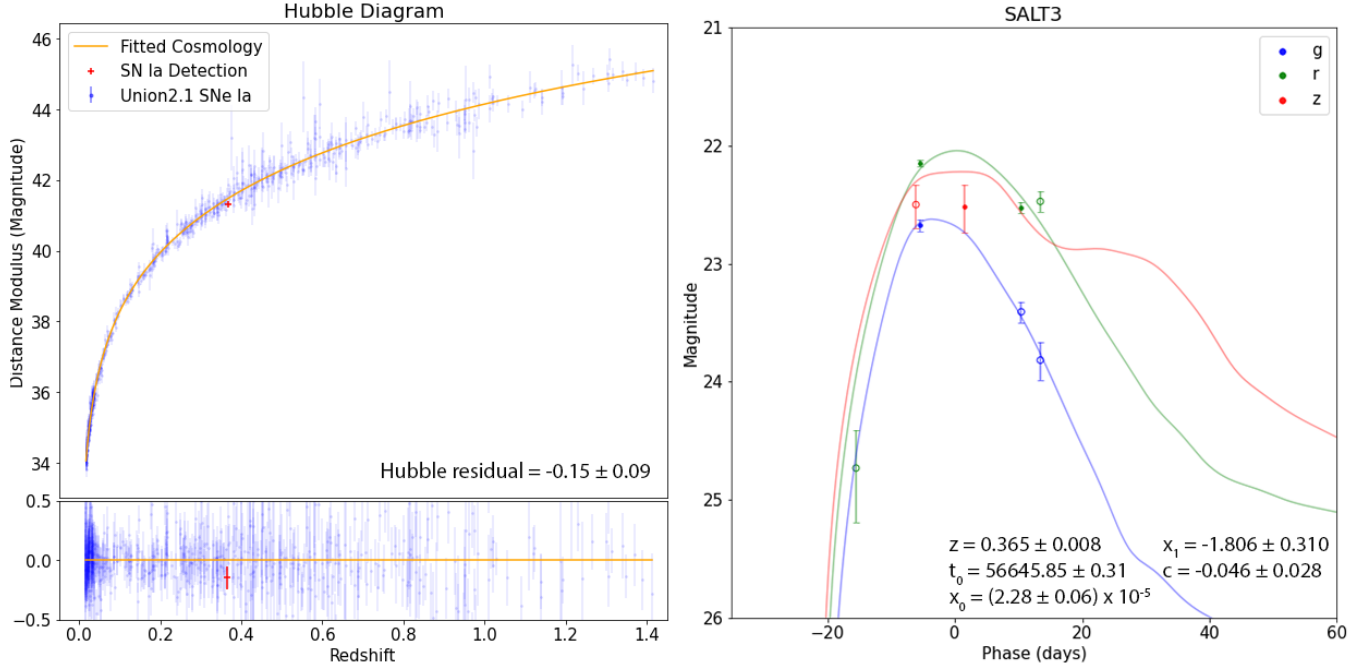 Hubble Diagram
Fitted Cosmology
SN Ia Detection
Union2.1 SNe Ia
Distance Modulus (Magnitude)
46
44
42
40
38
36
34
Hubble residual = -0.15 ± 0.09
0.5
0.0
−0.5
0.0 0.2 0.4 0.6 0.8 1.0 1.2 1.4
Redshift
SALT3
g
r
z
Magnitude
21
22
23
24
25
26
z = 0.365 ± 0.008
t₀ = 56645.85 ± 0.31
x₀ = (2.28 ± 0.06) x 10⁻⁵
x₁ = -1.806 ± 0.310
c = -0.046 ± 0.028
−20 0 20 40 60
Phase (days)